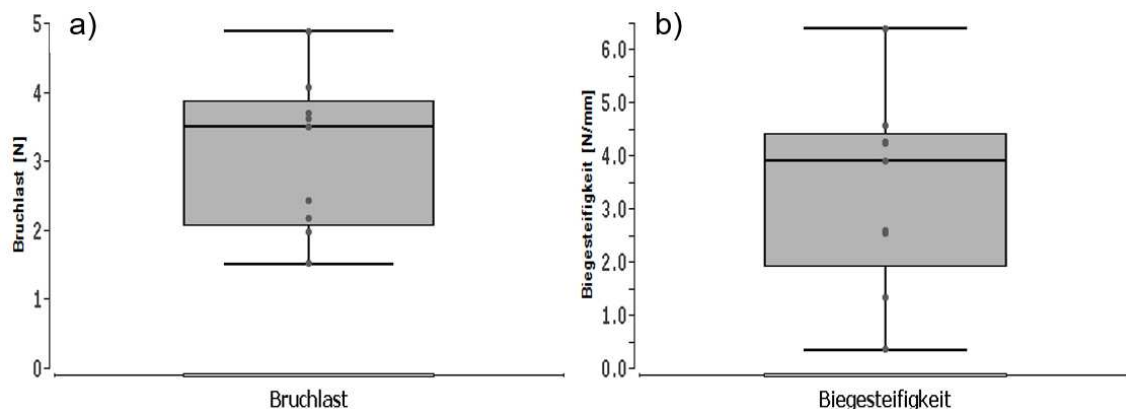 a)
Bruchlast [N]
5
4
3
2
1
0
Bruchlast
b)
Biegesteifigkeit [N/mm]
6.0
5.0
4.0
3.0
2.0
1.0
0.0
Biegesteifigkeit